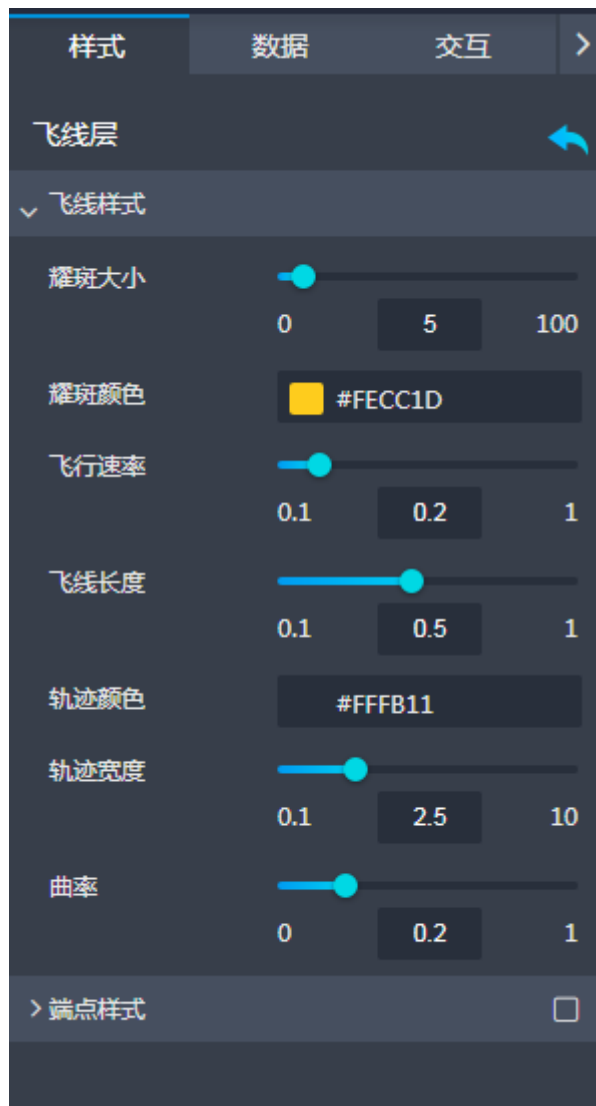 样式 数据 交互
飞线层
飞线样式
耀斑大小
0 5 100
耀斑颜色 #FECC1D
飞行速率
0.1 0.2 1
飞线长度
0.1 0.5 1
轨迹颜色 #FFFB11
轨迹宽度
0.1 2.5 10
曲率
0 0.2 1
端点样式